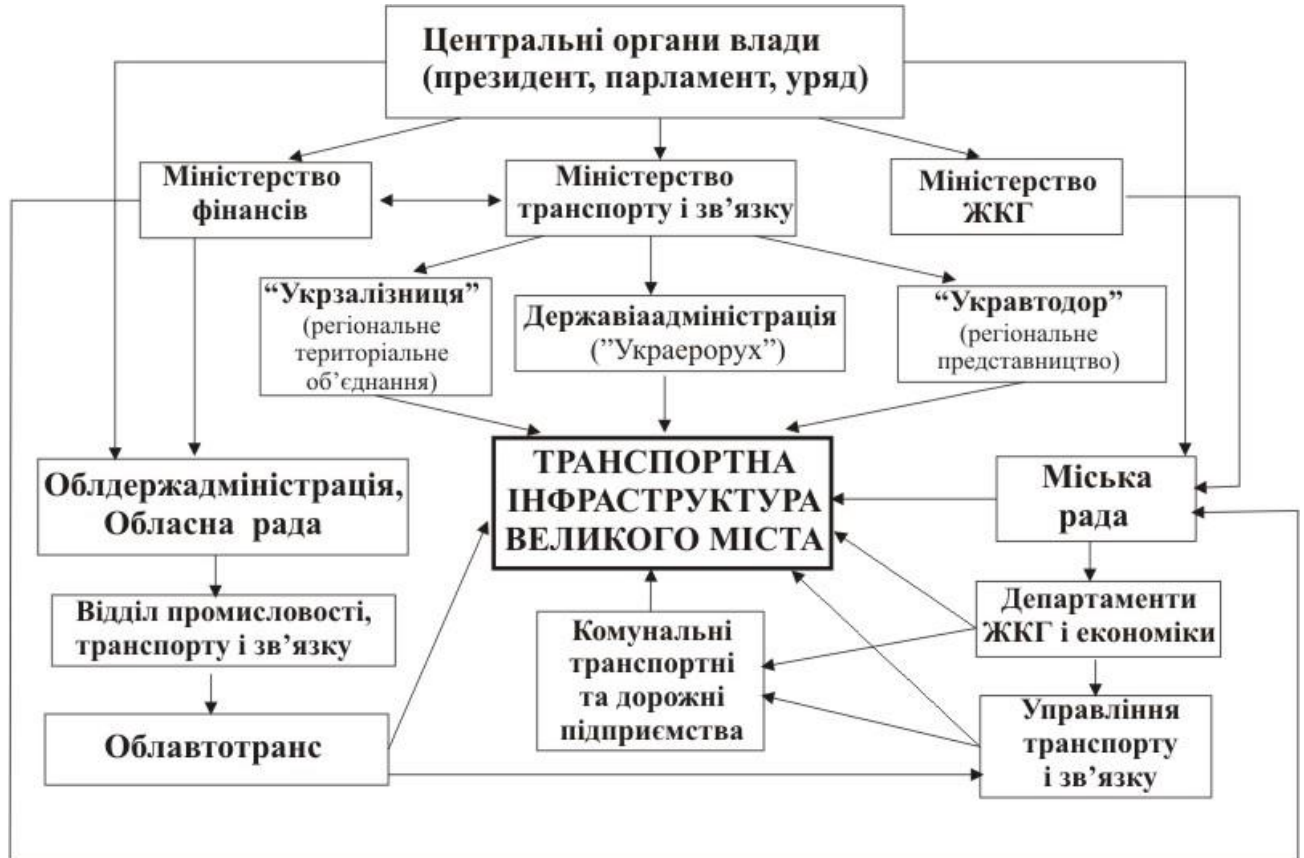 Центральні органи влади
(президент, парламент, уряд)
Міністерство
фінансів
Міністерство
транспорту і зв’язку
Міністерство
ЖКГ
“Укрзалізниця”
(регіональне
територіальне
об’єднання)
Державіаадміністрація
(”Украерорух”)
“Укравтодор”
(регіональне
представництво)
Облдержадміністрація,
Обласна рада
ТРАНСПОРТНА
ІНФРАСТРУКТУРА
ВЕЛИКОГО МІСТА
Міська
рада
Відділ промисловості,
транспорту і зв’язку
Комунальні
транспортні
та дорожні
підприємства
Департаменти
ЖКГ і економіки
Облавтотранс
Управління
транспорту
і зв’язку